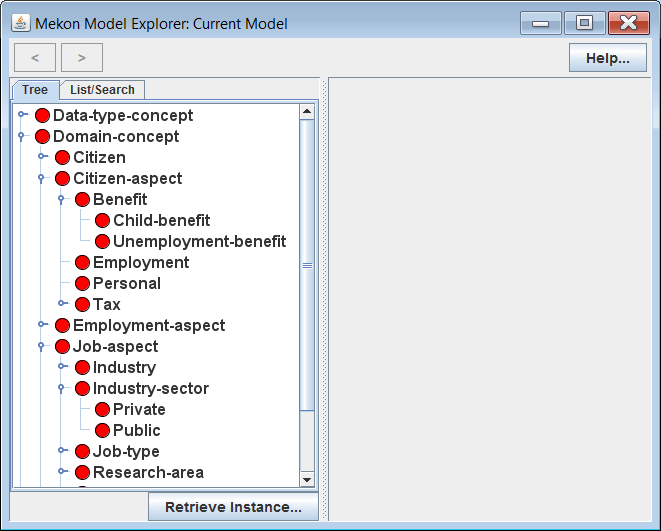 Mekon Model Explorer: Current Model
< >
Help...
Tree List/Search
Data-type-concept
Domain-concept
Citizen
Citizen-aspect
Benefit
Child-benefit
Unemployment-benefit
Employment
Personal
Tax
Employment-aspect
Job-aspect
Industry
Industry-sector
Private
Public
Job-type
Research-area
Retrieve Instance...